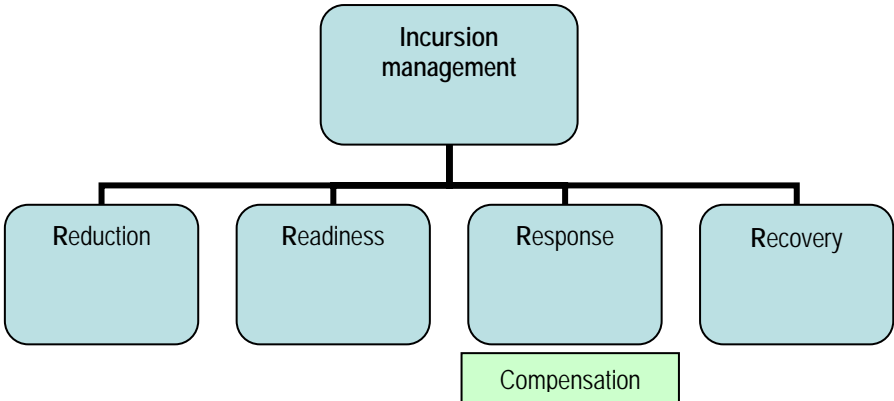 Incursion
management
Reduction
Readiness
Response
Recovery
Compensation